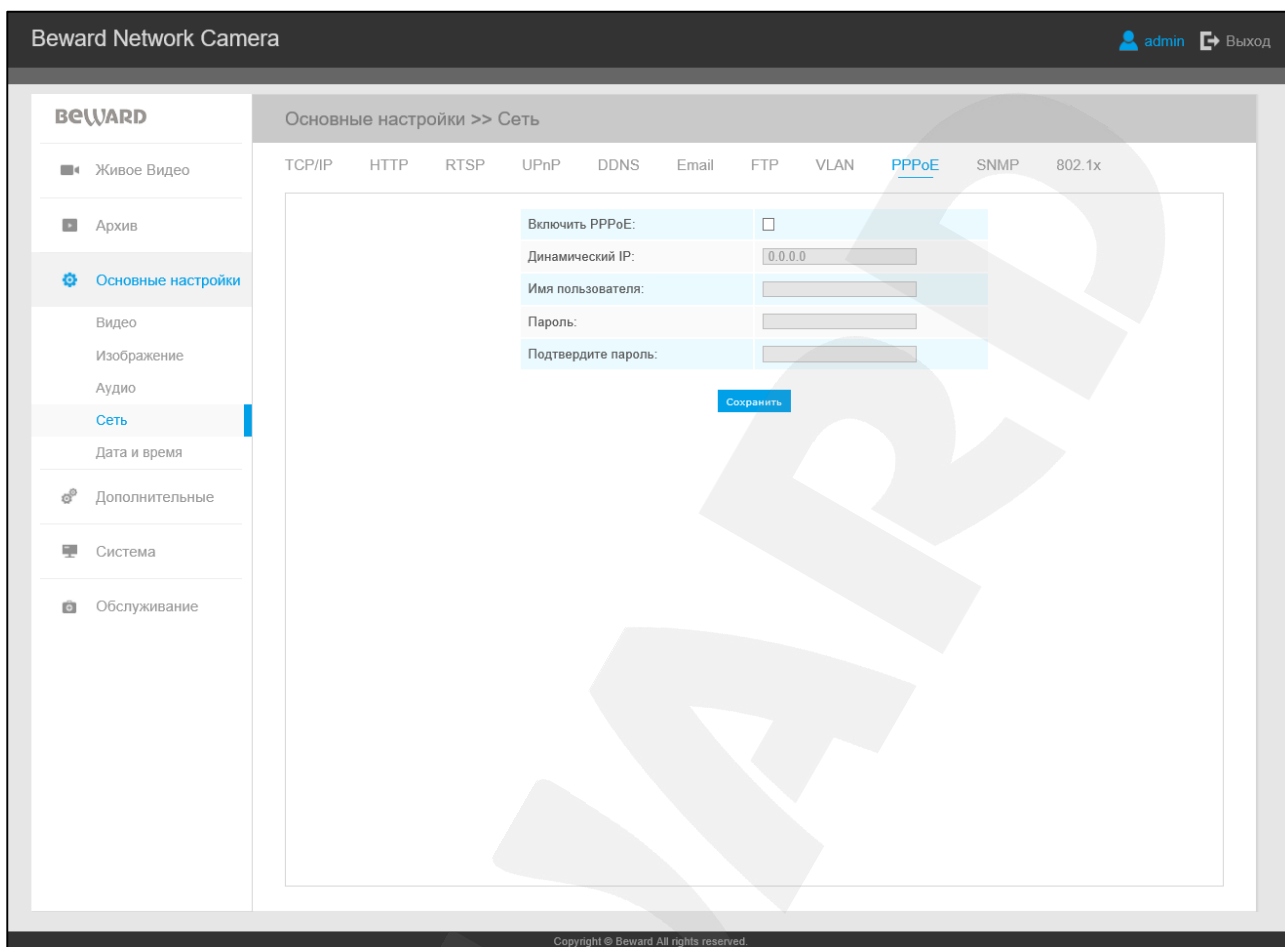 Beward Network Camera
admin Выход
BEWARD
Основные настройки >> Сеть
Живое Видео
Архив
Основные настройки
Видео
Изображение
Аудио
Сеть
Дата и время
Дополнительные
Система
Обслуживание
TCP/IP HTTP RTSP UPnP DDNS Email FTP VLAN PPPoE SNMP 802.1x
Включить PPPoE:
Динамический IP: 0.0.0.0
Имя пользователя:
Пароль:
Подтвердите пароль:
Сохранить
WARD
Copyright © Beward All rights reserved.